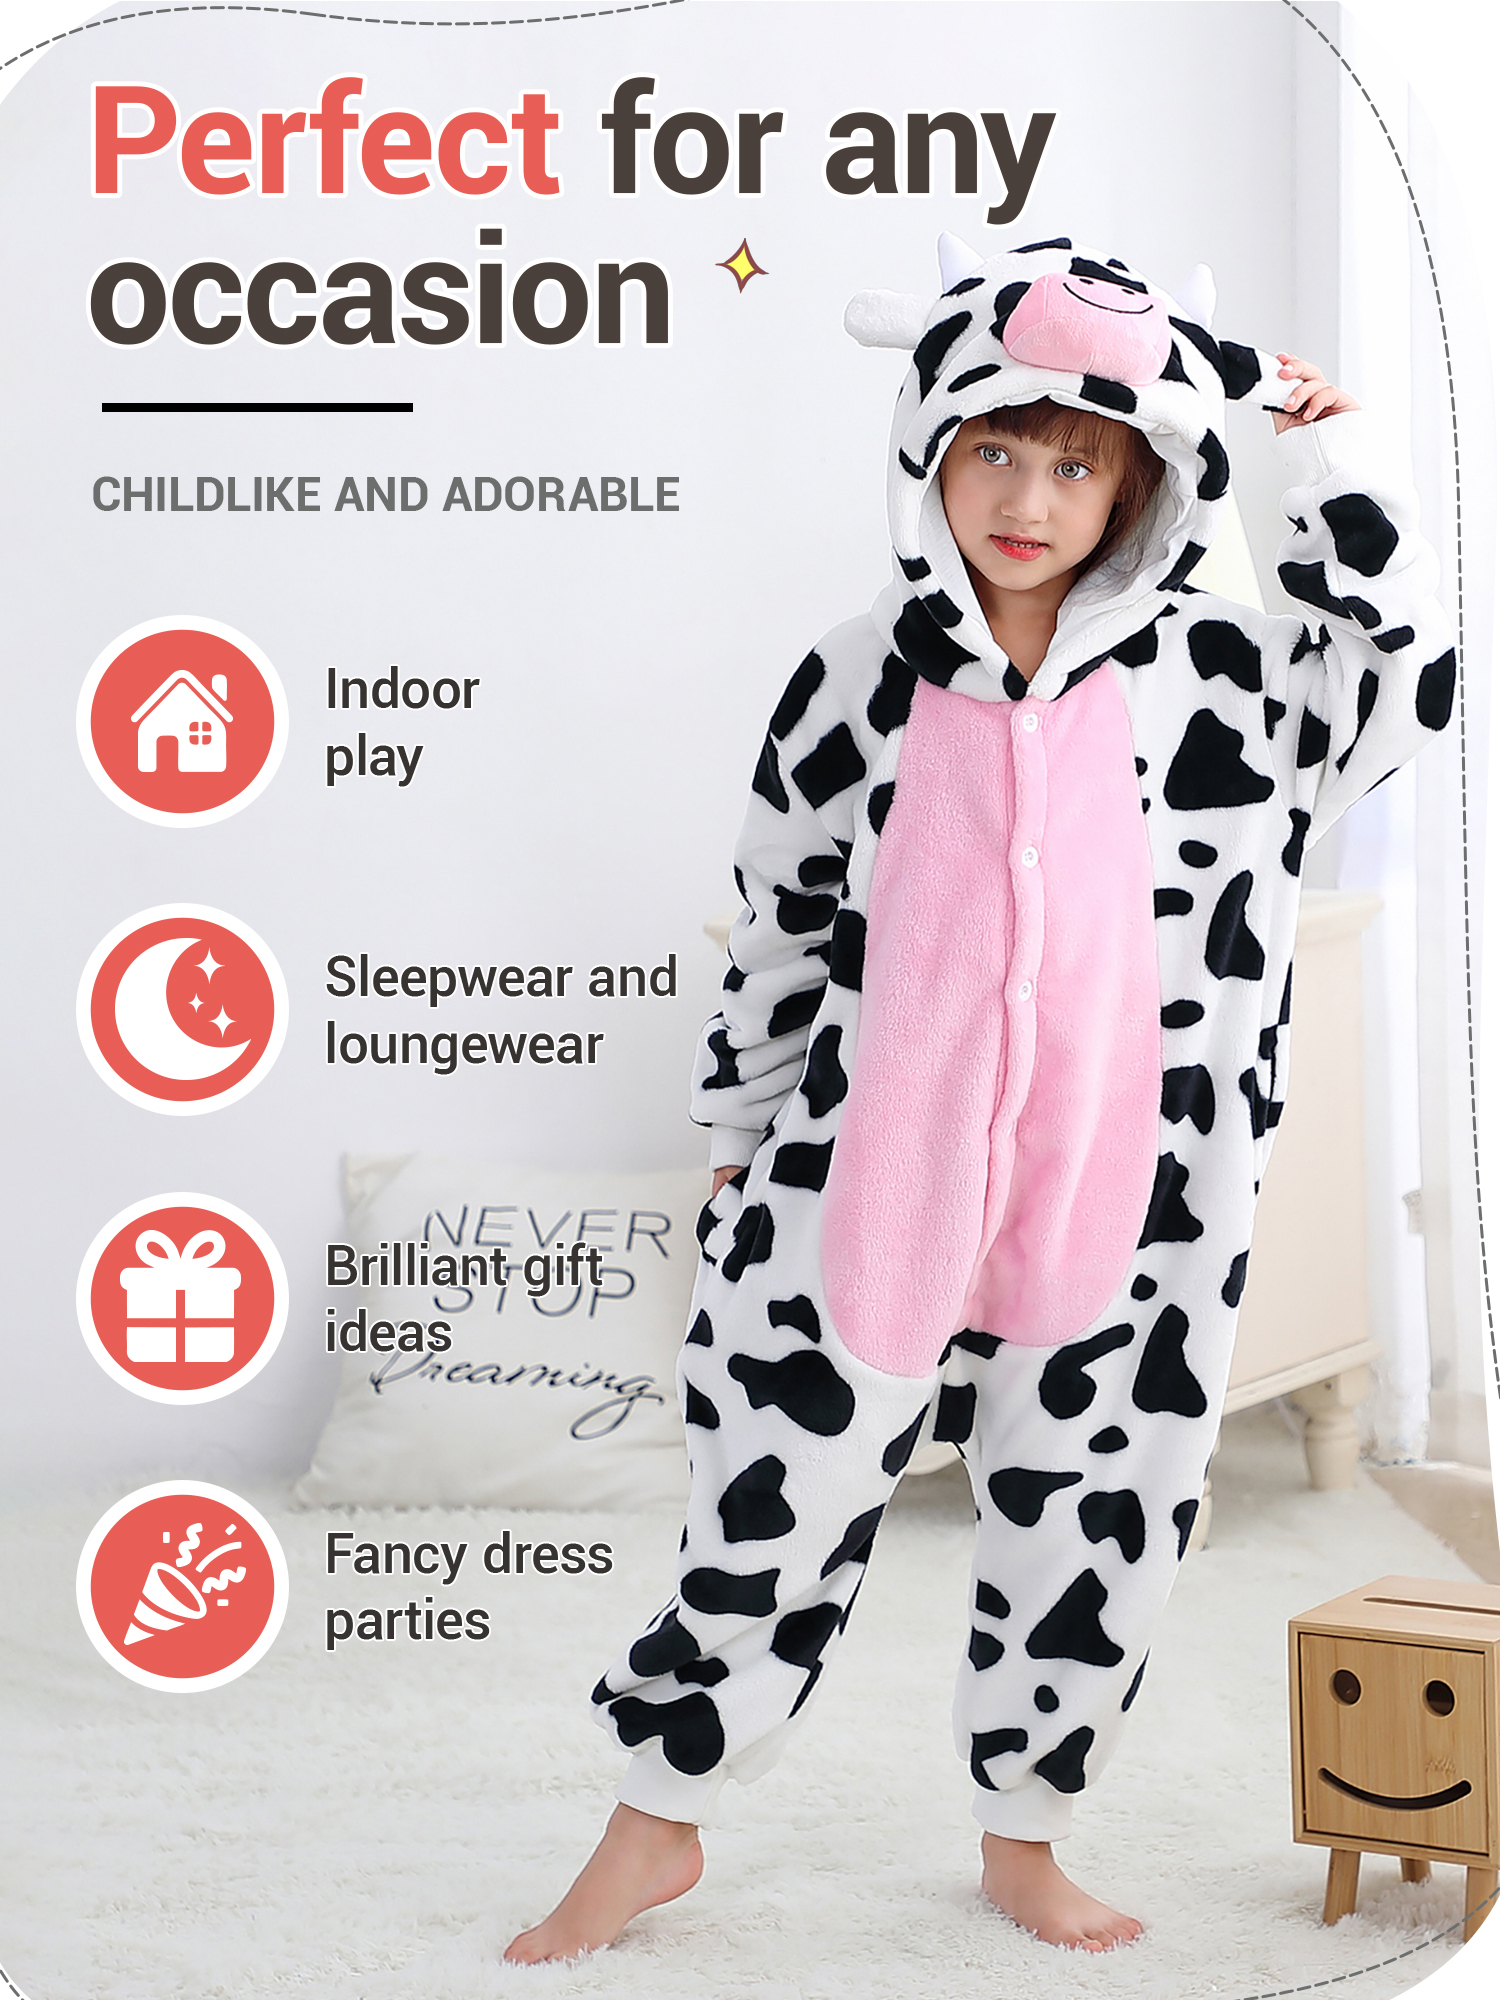 Perfect for any
occasion
CHILDLIKE AND ADORABLE
Indoor
play
Sleepwear and
loungewear
Brilliant gift
ideas
Fancy dress
parties
NEVER
STOP
Dreaming